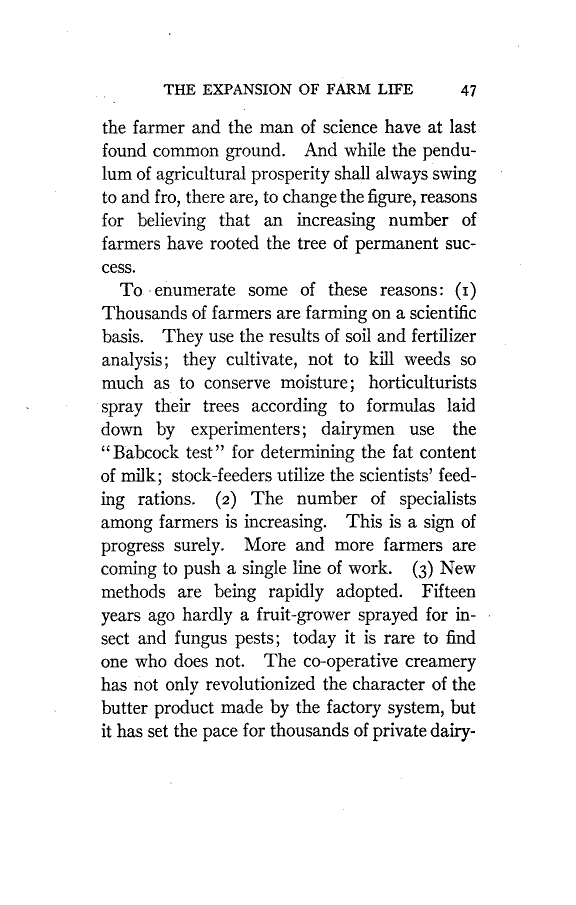 THE EXPANSION OF FARM LIFE 47
the farmer and the man of science have at last
found common ground. And while the pendu-
lum of agricultural prosperity shall always swing
to and fro, there are, to change the figure, reasons
for believing that an increasing number of
farmers have rooted the tree of permanent suc-
cess.
To enumerate some of these reasons: (1)
Thousands of farmers are farming on a scientific
basis. They use the results of soil and fertilizer
analysis; they cultivate, not to kill weeds so
much as to conserve moisture; horticulturists
spray their trees according to formulas laid
down by experimenters; dairymen use the
"Babcock test" for determining the fat content
of milk; stock-feeders utilize the scientists' feed-
ing rations. (2) The number of specialists
among farmers is increasing. This is a sign of
progress surely. More and more farmers are
coming to push a single line of work. (3) New
methods are being rapidly adopted. Fifteen
years ago hardly a fruit-grower sprayed for in-
sect and fungus pests; today it is rare to find
one who does not. The co-operative creamery
has not only revolutionized the character of the
butter product made by the factory system, but
it has set the pace for thousands of private dairy-